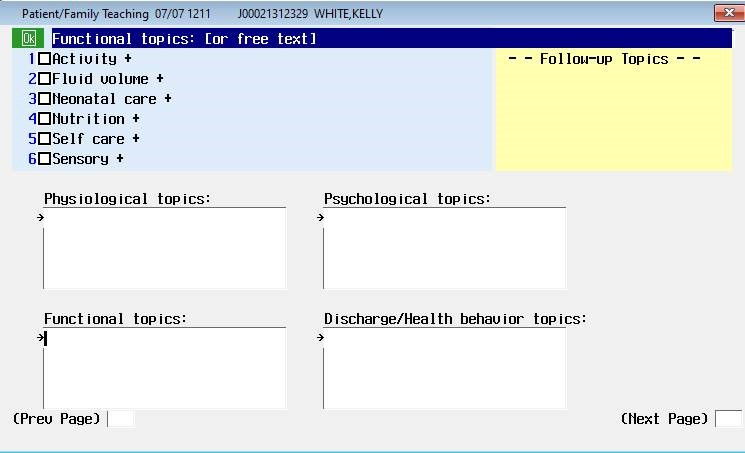 Patient/Family Teaching 07/07 1211 J00021312329 WHITE,KELLY
Ok Functional topics: [or free text]
1 Activity + - - Follow-up Topics - -
2 Fluid volume +
3 Neonatal care +
4 Nutrition +
5 Self care +
6 Sensory +
Physiological topics: Psychological topics:
Functional topics: Discharge/Health behavior topics:
(Prev Page) (Next Page)